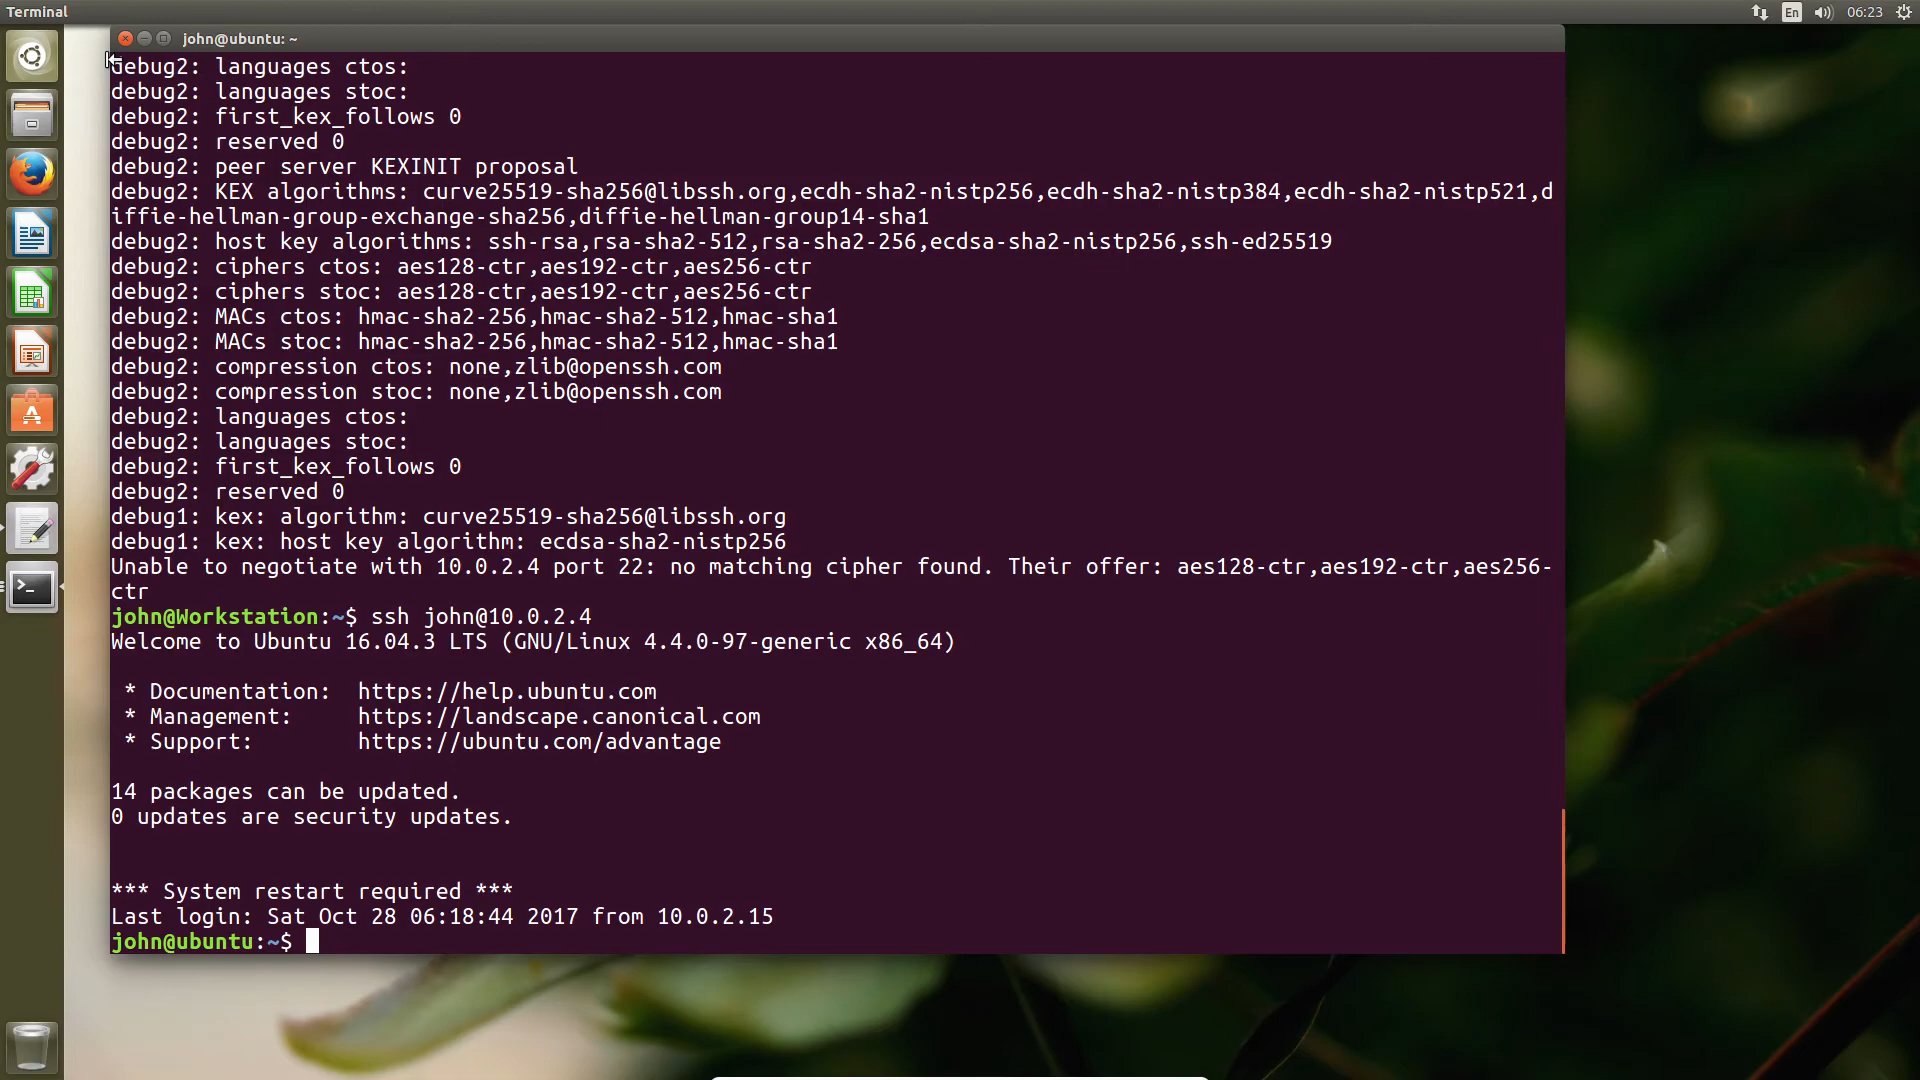 Terminal
En
06:23
john@ubuntu: ~
debug2: languages ctos:
debug2: languages stoc:
debug2: first_kex_follows 0
debug2: reserved 0
debug2: peer server KEXINIT proposal
debug2: KEX algorithms: curve25519-sha256@libssh.org,ecdh-sha2-nistp256,ecdh-sha2-nistp384,ecdh-sha2-nistp521,d
iffie-hellman-group-exchange-sha256,diffie-hellman-group14-sha1
debug2: host key algorithms: ssh-rsa,rsa-sha2-512,rsa-sha2-256,ecdsa-sha2-nistp256,ssh-ed25519
debug2: ciphers ctos: aes128-ctr,aes192-ctr,aes256-ctr
debug2: ciphers stoc: aes128-ctr,aes192-ctr,aes256-ctr
debug2: MACs ctos: hmac-sha2-256,hmac-sha2-512,hmac-sha1
debug2: MACs stoc: hmac-sha2-256,hmac-sha2-512,hmac-sha1
debug2: compression ctos: none,zlib@openssh.com
debug2: compression stoc: none,zlib@openssh.com
debug2: languages ctos:
debug2: languages stoc:
debug2: first_kex_follows 0
debug2: reserved 0
debug1: kex: algorithm: curve25519-sha256@libssh.org
debug1: kex: host key algorithm: ecdsa-sha2-nistp256
Unable to negotiate with 10.0.2.4 port 22: no matching cipher found. Their offer: aes128-ctr,aes192-ctr,aes256-
ctr
john@Workstation:~$ ssh john@10.0.2.4
Welcome to Ubuntu 16.04.3 LTS (GNU/Linux 4.4.0-97-generic x86_64)
* Documentation:  https://help.ubuntu.com
* Management:     https://landscape.canonical.com
* Support:        https://ubuntu.com/advantage
14 packages can be updated.
0 updates are security updates.
*** System restart required ***
Last login: Sat Oct 28 06:18:44 2017 from 10.0.2.15
john@ubuntu:~$